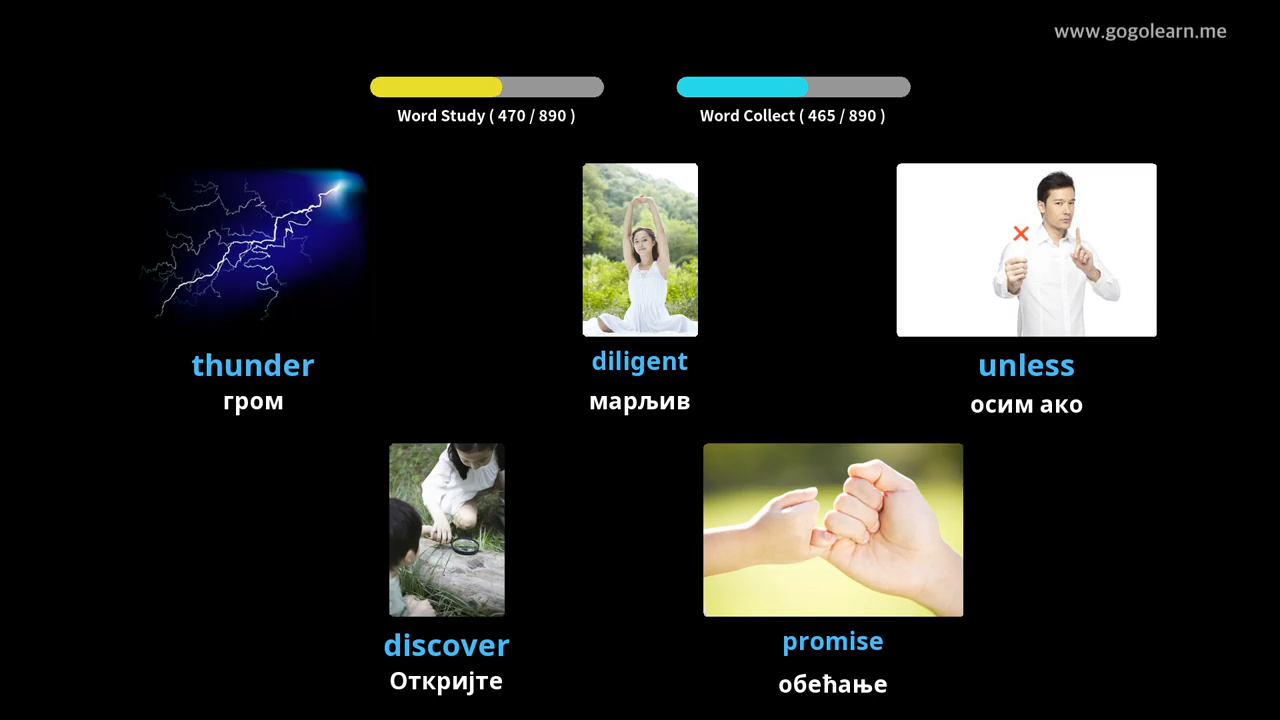 www.gogolearn.me
Word Study ( 470 / 890 )
Word Collect ( 465 / 890 )
thunder
гром
diligent
марљив
unless
осим ако
discover
Откријте
promise
обећање